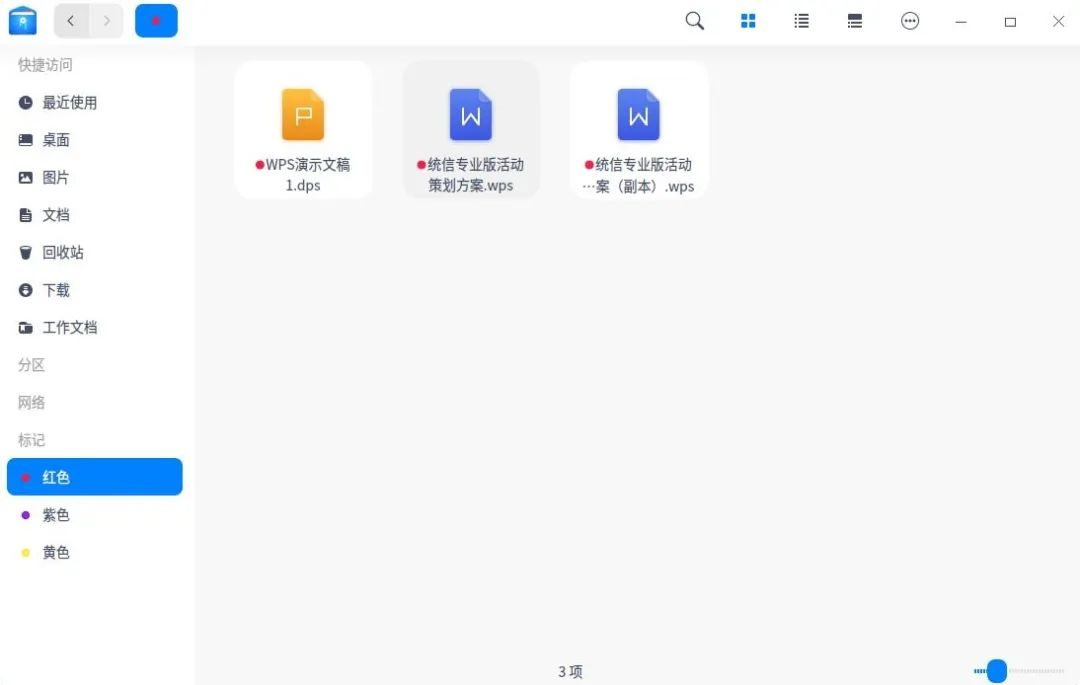 快捷访问
最近使用
桌面
图片
文档
回收站
下载
工作文档
分区
网络
标记
红色
紫色
黄色
WPS演示文稿
1.dps
统信专业版活动
策划方案.wps
统信专业版活动
…案（副本）.wps
3 项